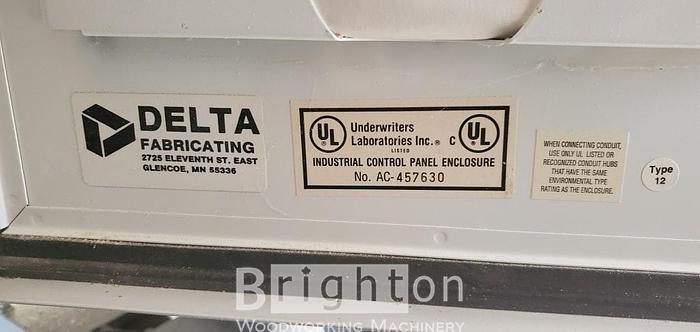 DELTA
FABRICATING
2725 ELEVENTH ST. EAST
GLENCOE, MN 55336
UL
Underwriters
Laboratories Inc.®
LISTED
C
UL
INDUSTRIAL CONTROL PANEL ENCLOSURE
No. AC-457630
WHEN CONNECTING CONDUIT,
USE ONLY UL LISTED OR
RECOGNIZED CONDUIT HUBS
THAT HAVE THE SAME
ENVIRONMENTAL TYPE
RATING AS THE ENCLOSURE.
Type
12
Brighton
WOODWORKING MACHINERY